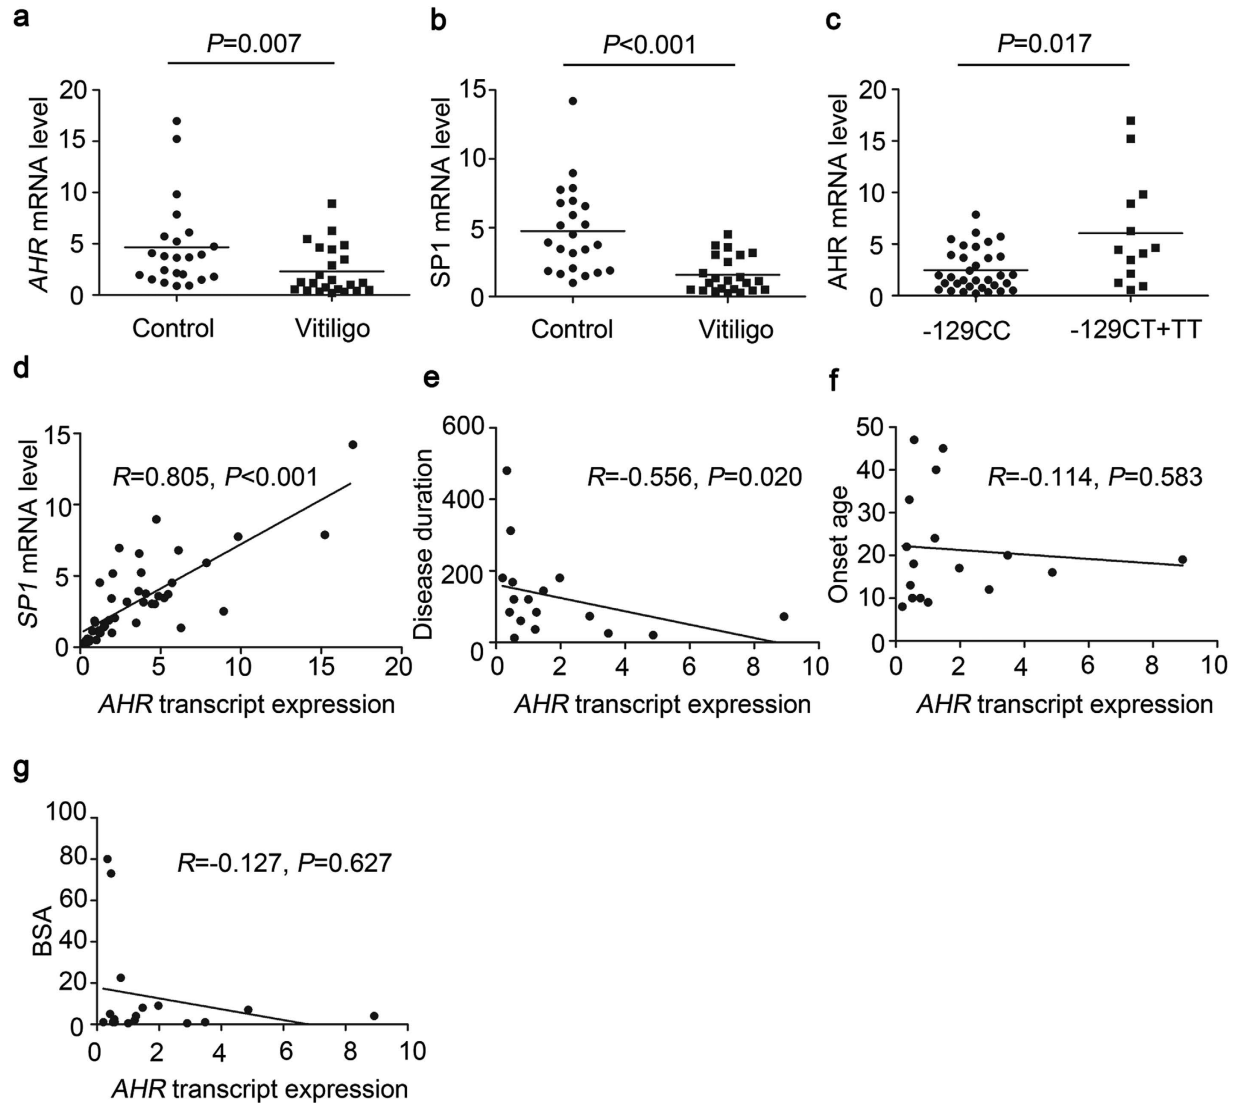 a
P=0.007
AHR mRNA level
20
15
10
5
0
Control
Vitiligo
b
P<0.001
SP1 mRNA level
15
10
5
0
Control
Vitiligo
c
P=0.017
AHR mRNA level
20
15
10
5
0
-129CC
-129CT+TT
d
SP1 mRNA level
15
10
5
0
R=0.805, P<0.001
0 5 10 15 20
AHR transcript expression
e
Disease duration
600
400
200
0
R=-0.556, P=0.020
0 2 4 6 8 10
AHR transcript expression
f
Onset age
50
40
30
20
10
0
R=-0.114, P=0.583
0 2 4 6 8 10
AHR transcript expression
g
BSA
100
80
60
40
20
0
R=-0.127, P=0.627
0 2 4 6 8 10
AHR transcript expression